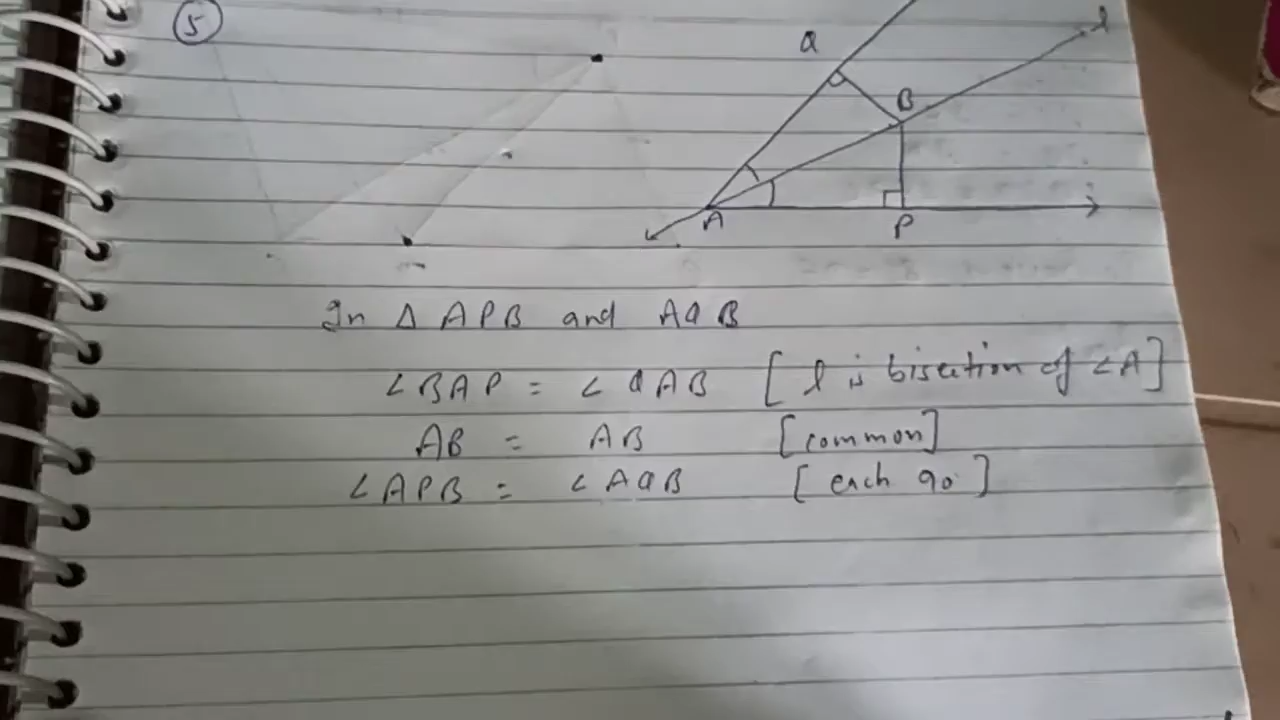 5
Q
l
B
A
P
In Δ APB and AQB
∠BAP = ∠QAB [l is bisection of ∠A]
AB = AB [common]
∠APB = ∠AQB [each 90]